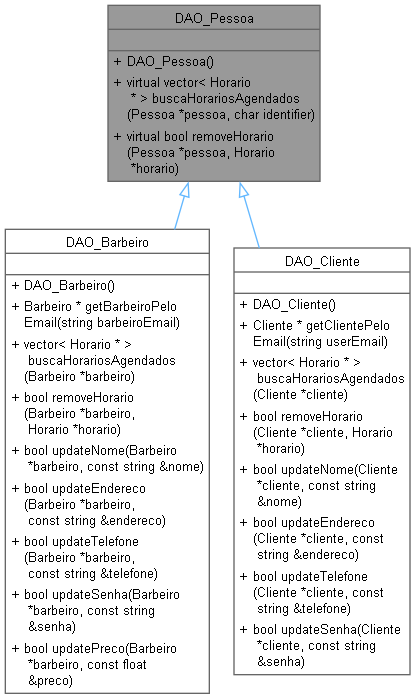 DAO_Pessoa
+ DAO_Pessoa()
+ virtual vector< Horario
* > buscaHorariosAgendados
(Pessoa *pessoa, char identifier)
+ virtual bool removeHorario
(Pessoa *pessoa, Horario
*horario)
DAO_Barbeiro
+ DAO_Barbeiro()
+ Barbeiro * getBarbeiroPelo
Email(string barbeiroEmail)
+ vector< Horario * >
buscaHorariosAgendados
(Barbeiro *barbeiro)
+ bool removeHorario
(Barbeiro *barbeiro,
Horario *horario)
+ bool updateNome(Barbeiro
*barbeiro, const string &nome)
+ bool updateEndereco
(Barbeiro *barbeiro,
const string &endereco)
+ bool updateTelefone
(Barbeiro *barbeiro,
const string &telefone)
+ bool updateSenha(Barbeiro
*barbeiro, const string
&senha)
+ bool updatePreco(Barbeiro
*barbeiro, const float
&preco)
DAO_Cliente
+ DAO_Cliente()
+ Cliente * getClientePelo
Email(string userEmail)
+ vector< Horario * >
buscaHorariosAgendados
(Cliente *cliente)
+ bool removeHorario
(Cliente *cliente, Horario
*horario)
+ bool updateNome(Cliente
*cliente, const string
&nome)
+ bool updateEndereco
(Cliente *cliente, const
string &endereco)
+ bool updateTelefone
(Cliente *cliente, const
string &telefone)
+ bool updateSenha(Cliente
*cliente, const string
&senha)